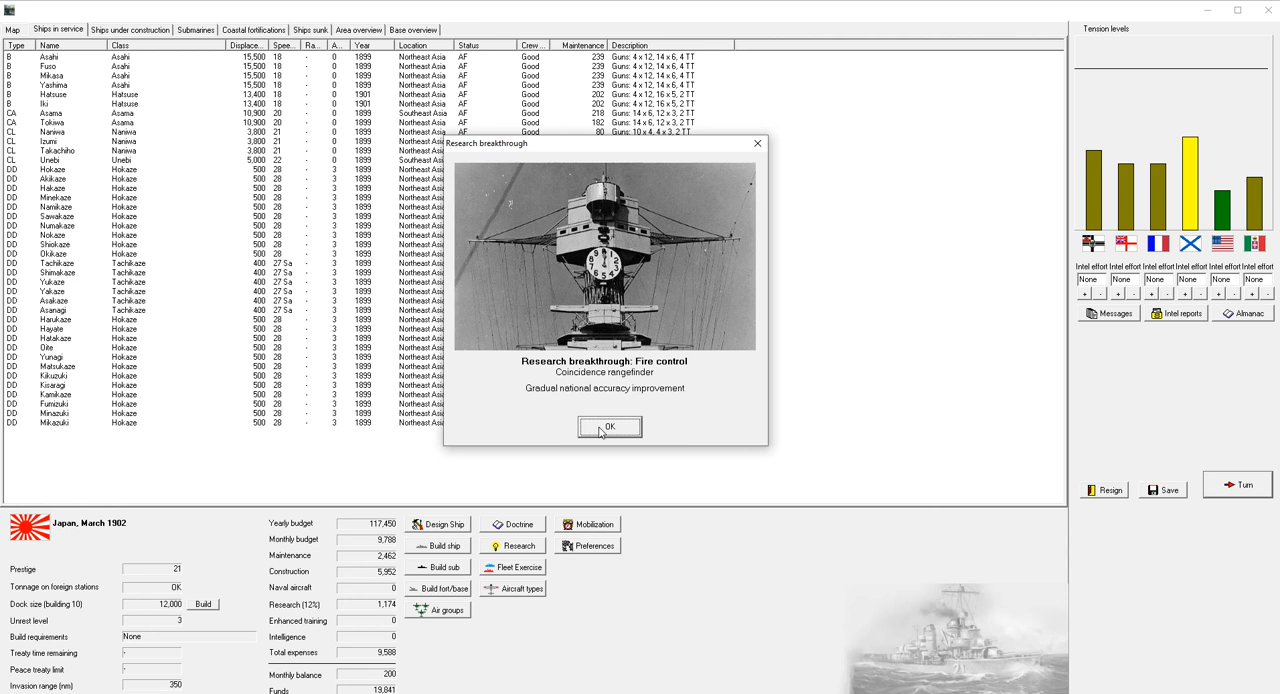 Map Ships in service Ships under construction Submarines Coastal fortifications Ships sunk Area overview Base overview
Type Name Class Displace... Spee... Ra... A... Year Location Status Crew ... Maintenance Description
B Asahi Asahi 15,500 18 - 0 1899 Northeast Asia AF Good 239 Guns: 4 x 12, 14 x 6, 4 TT
B Fuso Asahi 15,500 18 - 0 1899 Northeast Asia AF Good 239 Guns: 4 x 12, 14 x 6, 4 TT
B Mikasa Asahi 15,500 18 - 0 1899 Northeast Asia AF Good 239 Guns: 4 x 12, 14 x 6, 4 TT
B Yashima Asahi 15,500 18 - 0 1899 Northeast Asia AF Good 239 Guns: 4 x 12, 14 x 6, 4 TT
B Hatsuse Hatsuse 13,400 18 - 0 1901 Northeast Asia AF Good 202 Guns: 4 x 12, 16 x 5, 2 TT
B Iki Hatsuse 13,400 18 - 0 1901 Northeast Asia AF Good 202 Guns: 4 x 12, 16 x 5, 2 TT
CA Asama Asama 10,900 20 - 0 1899 Southeast Asia AF Good 218 Guns: 14 x 6, 12 x 3, 2 TT
CA Tokiwa Asama 10,900 20 - 0 1899 Northeast Asia AF Good 182 Guns: 14 x 6, 12 x 3, 2 TT
CL Naniwa Naniwa 3,800 21 - 0 1899 Northeast Asia AF Good 80 Guns: 10 x 4, 4 x 3, 2 TT
CL Izumi Naniwa 3,800 21 - 0 1899 Northeast Asia
CL Takachiho Naniwa 3,800 21 - 0 1899 Northeast Asia
CL Unebi Unebi 5,000 22 - 0 1899 Southeast Asia
DD Hokaze Hokaze 500 28 - 3 1899 Northeast Asia
DD Akikaze Hokaze 500 28 - 3 1899 Northeast Asia
DD Hakaze Hokaze 500 28 - 3 1899 Northeast Asia
DD Minekaze Hokaze 500 28 - 3 1899 Northeast Asia
DD Namikaze Hokaze 500 28 - 3 1899 Northeast Asia
DD Sawakaze Hokaze 500 28 - 3 1899 Northeast Asia
DD Numakaze Hokaze 500 28 - 3 1899 Northeast Asia
DD Nokaze Hokaze 500 28 - 3 1899 Northeast Asia
DD Shiokaze Hokaze 500 28 - 3 1899 Northeast Asia
DD Okikaze Hokaze 500 28 - 3 1899 Northeast Asia
DD Tachikaze Tachikaze 400 27 Sa - 3 1899 Northeast Asia
DD Shimakaze Tachikaze 400 27 Sa - 3 1899 Northeast Asia
DD Yukaze Tachikaze 400 27 Sa - 3 1899 Northeast Asia
DD Yakaze Tachikaze 400 27 Sa - 3 1899 Northeast Asia
DD Asakaze Tachikaze 400 27 Sa - 3 1899 Northeast Asia
DD Asanagi Tachikaze 400 27 Sa - 3 1899 Northeast Asia
DD Harukaze Hokaze 500 28 - 3 1899 Northeast Asia
DD Hayate Hokaze 500 28 - 3 1899 Northeast Asia
DD Hatakaze Hokaze 500 28 - 3 1899 Northeast Asia
DD Oite Hokaze 500 28 - 3 1899 Northeast Asia
DD Yunagi Hokaze 500 28 - 3 1899 Northeast Asia
DD Matsukaze Hokaze 500 28 - 3 1899 Northeast Asia
DD Kikuzuki Hokaze 500 28 - 3 1899 Northeast Asia
DD Kisaragi Hokaze 500 28 - 3 1899 Northeast Asia
DD Kamikaze Hokaze 500 28 - 3 1899 Northeast Asia
DD Fumizuki Hokaze 500 28 - 3 1899 Northeast Asia
DD Minazuki Hokaze 500 28 - 3 1899 Northeast Asia
DD Mikazuki Hokaze 500 28 - 3 1899 Northeast Asia
Research breakthrough
Research breakthrough: Fire control
Coincidence rangefinder
Gradual national accuracy improvement
OK
Tension levels
Intel effort Intel effort Intel effort Intel effort Intel effort Intel effort
None None None None None None
+ - + - + - + - + - + -
Messages Intel reports Almanac
Resign Save Turn
Japan, March 1902
Prestige 21
Tonnage on foreign stations OK
Dock size (building 10) 12,000 Build
Unrest level 3
Build requirements None
Treaty time remaining -
Peace treaty limit -
Invasion range (nm) 350
Yearly budget 117,450
Monthly budget 9,788
Maintenance 2,462
Construction 5,952
Naval aircraft 0
Research (12%) 1,174
Enhanced training 0
Intelligence 0
Total expenses 9,588
Monthly balance 200
Funds 19,841
Design Ship Doctrine Mobilization
Build ship Research Preferences
Build sub Fleet Exercise
Build fort/base Aircraft types
Air groups